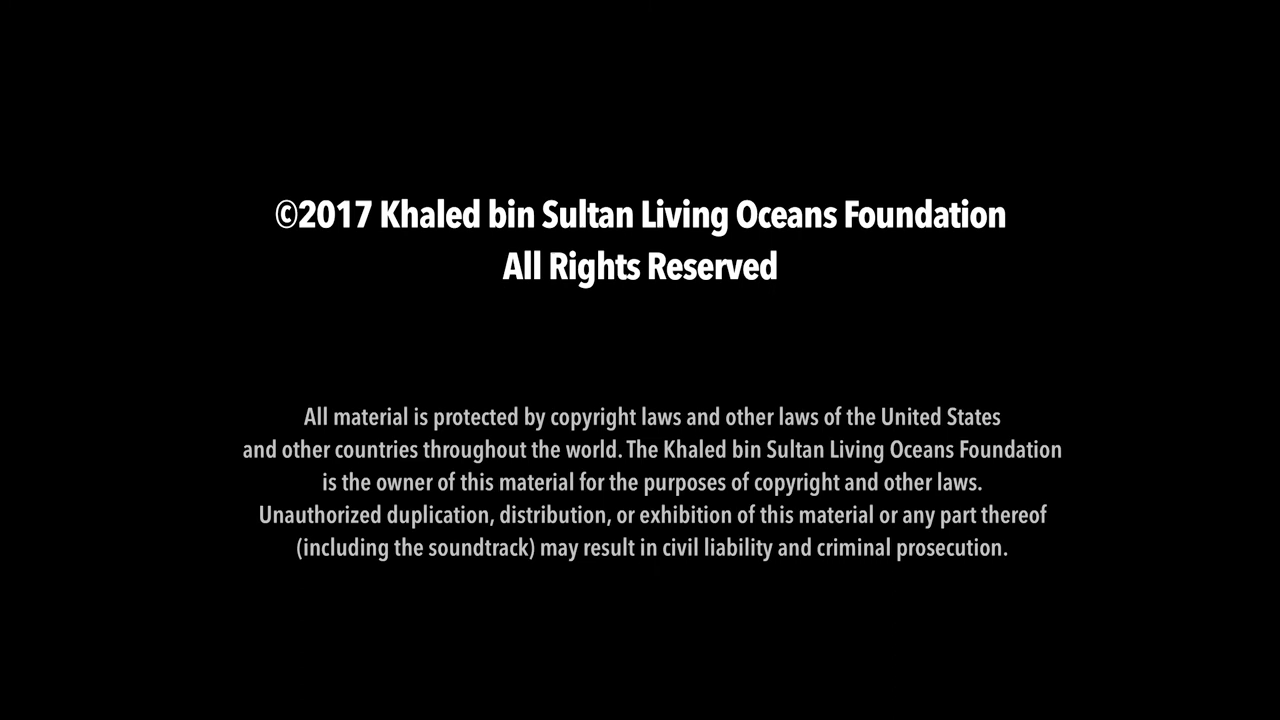 ©2017 Khaled bin Sultan Living Oceans Foundation
All Rights Reserved
All material is protected by copyright laws and other laws of the United States
and other countries throughout the world. The Khaled bin Sultan Living Oceans Foundation
is the owner of this material for the purposes of copyright and other laws.
Unauthorized duplication, distribution, or exhibition of this material or any part thereof
(including the soundtrack) may result in civil liability and criminal prosecution.